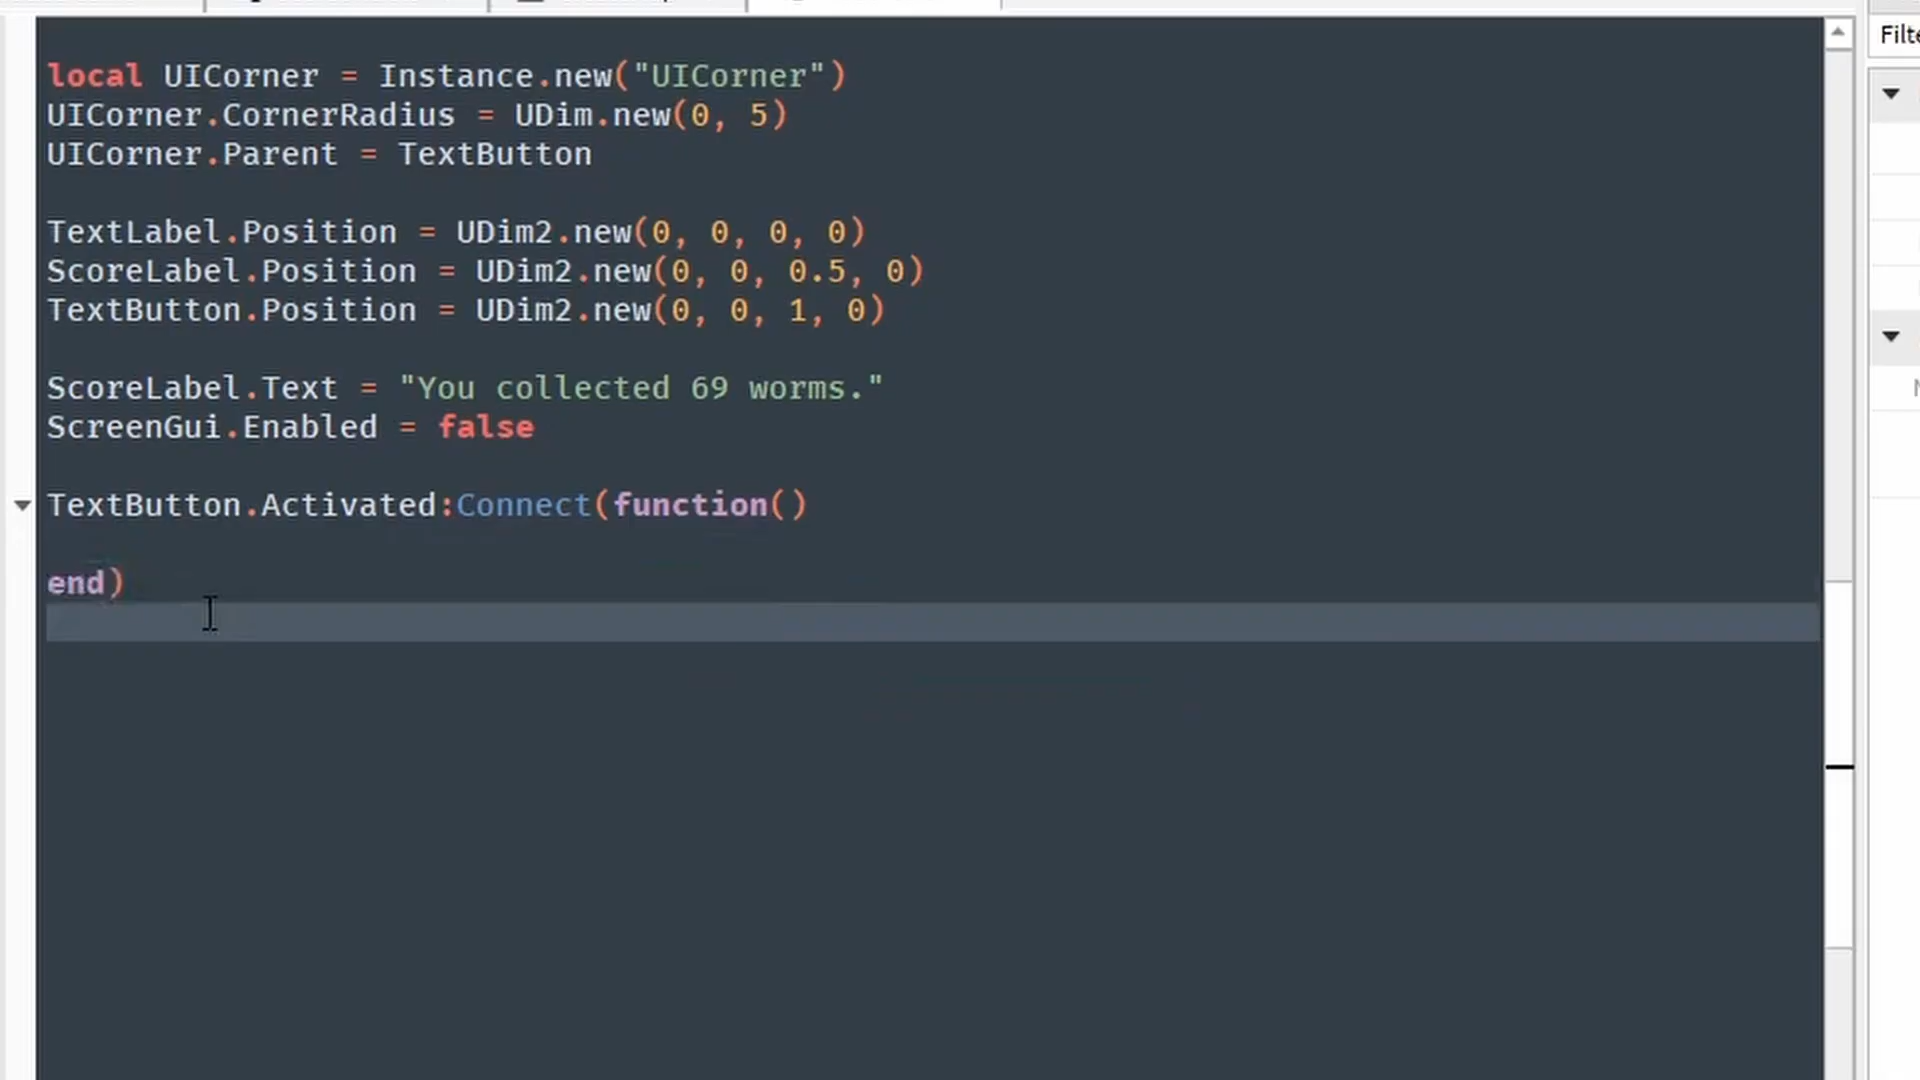 Filte
local UICorner = Instance.new("UICorner")
UICorner.CornerRadius = UDim.new(0, 5)
UICorner.Parent = TextButton
TextLabel.Position = UDim2.new(0, 0, 0, 0)
ScoreLabel.Position = UDim2.new(0, 0, 0.5, 0)
TextButton.Position = UDim2.new(0, 0, 1, 0)
ScoreLabel.Text = "You collected 69 worms."
ScreenGui.Enabled = false
TextButton.Activated:Connect(function()
end)